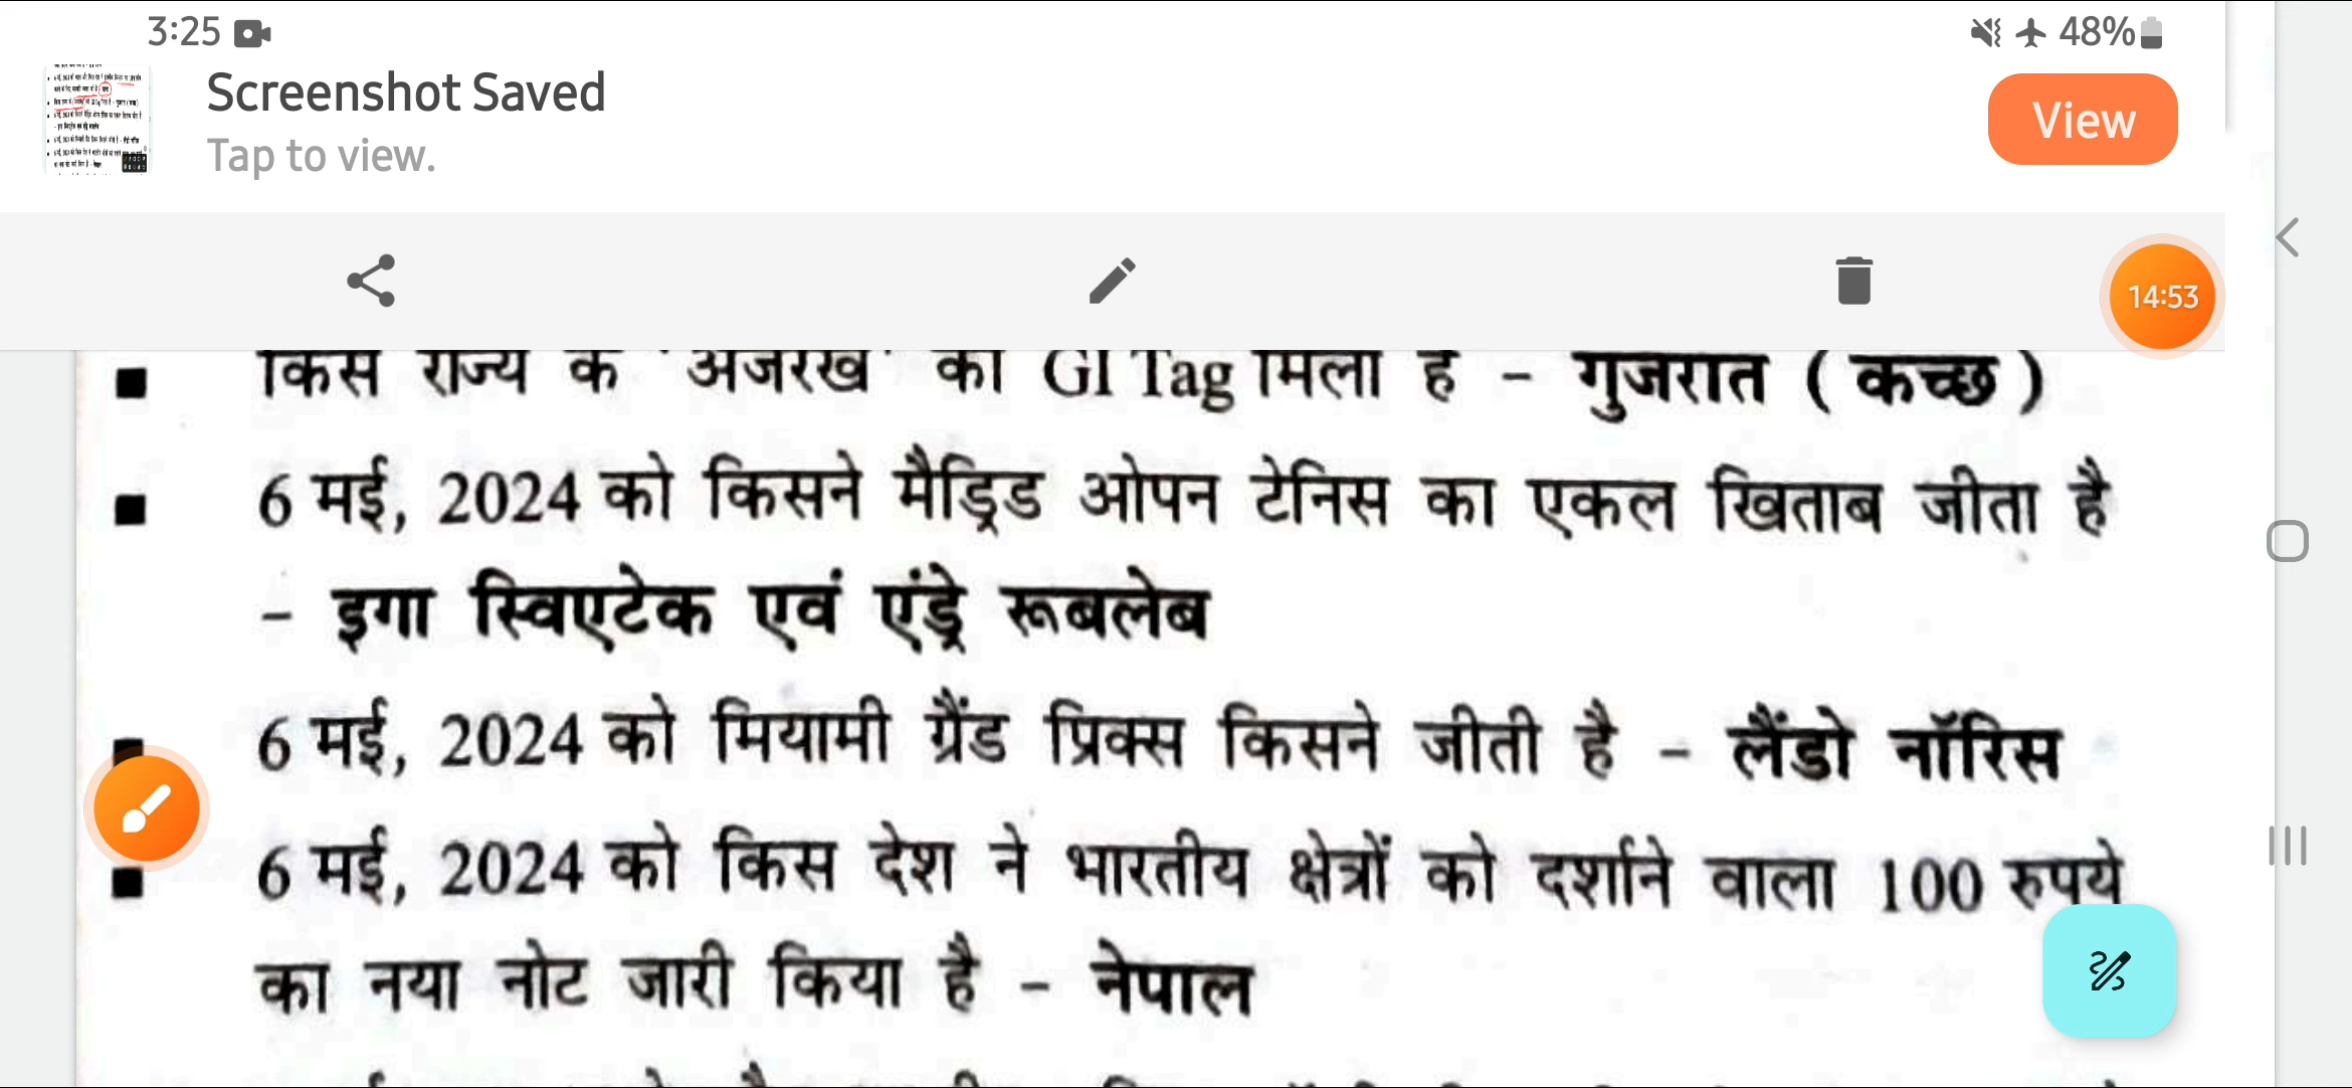 3:25
48%
Screenshot Saved
Tap to view.
View
14:53
किस राज्य के 'अजरख' को GI Tag मिला है - गुजरात ( कच्छ )
6 मई, 2024 को किसने मैड्रिड ओपन टेनिस का एकल खिताब जीता है
- इगा स्विएटेक एवं एंड्रे रूबलेब
6 मई, 2024 को मियामी ग्रैंड प्रिक्स किसने जीती है - लैंडो नॉरिस
6 मई, 2024 को किस देश ने भारतीय क्षेत्रों को दर्शाने वाला 100 रुपये
का नया नोट जारी किया है - नेपाल